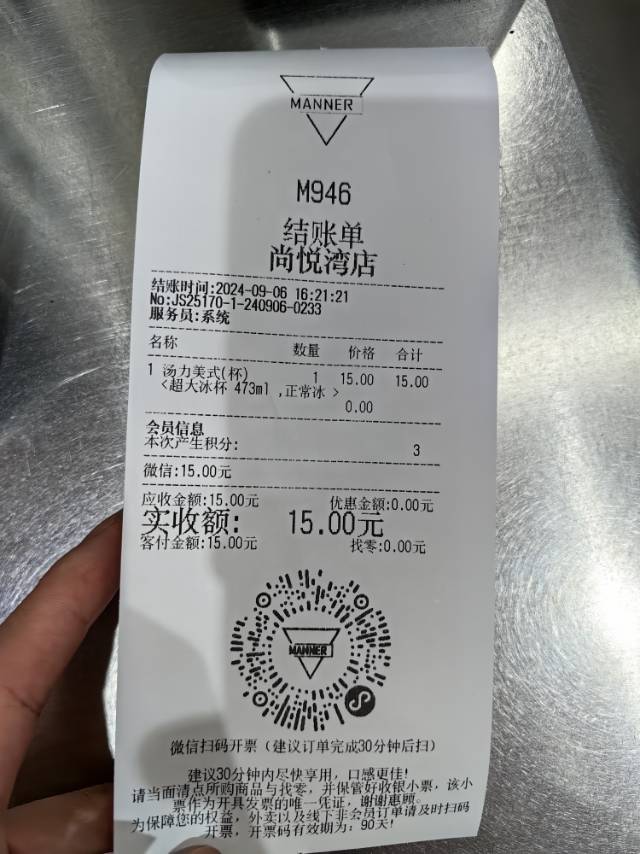 MANNER
M946
结账单
尚悦湾店
结账时间:2024-09-06 16:21:21
No:JS25170-1-240906-0233
服务员:系统
名称 数量 价格 合计
1 汤力美式(杯) 1 15.00 15.00
<超大冰杯 473ml ,正常冰 >
0.00
会员信息
本次产生积分: 3
微信:15.00元
应收金额:15.00元 优惠金额:0.00元
实收额: 15.00元
客付金额:15.00元 找零:0.00元
MANNER
微信扫码开票（建议订单完成30分钟后扫）
建议30分钟内尽快享用，口感更佳!
请当面清点所购商品与找零，并保管好收银小票，该小
票作为开具发票的唯一凭证，谢谢惠顾。
为保障您的权益，外卖以及线下非会员订单请及时扫码
开票，开票码有效期为：90天!